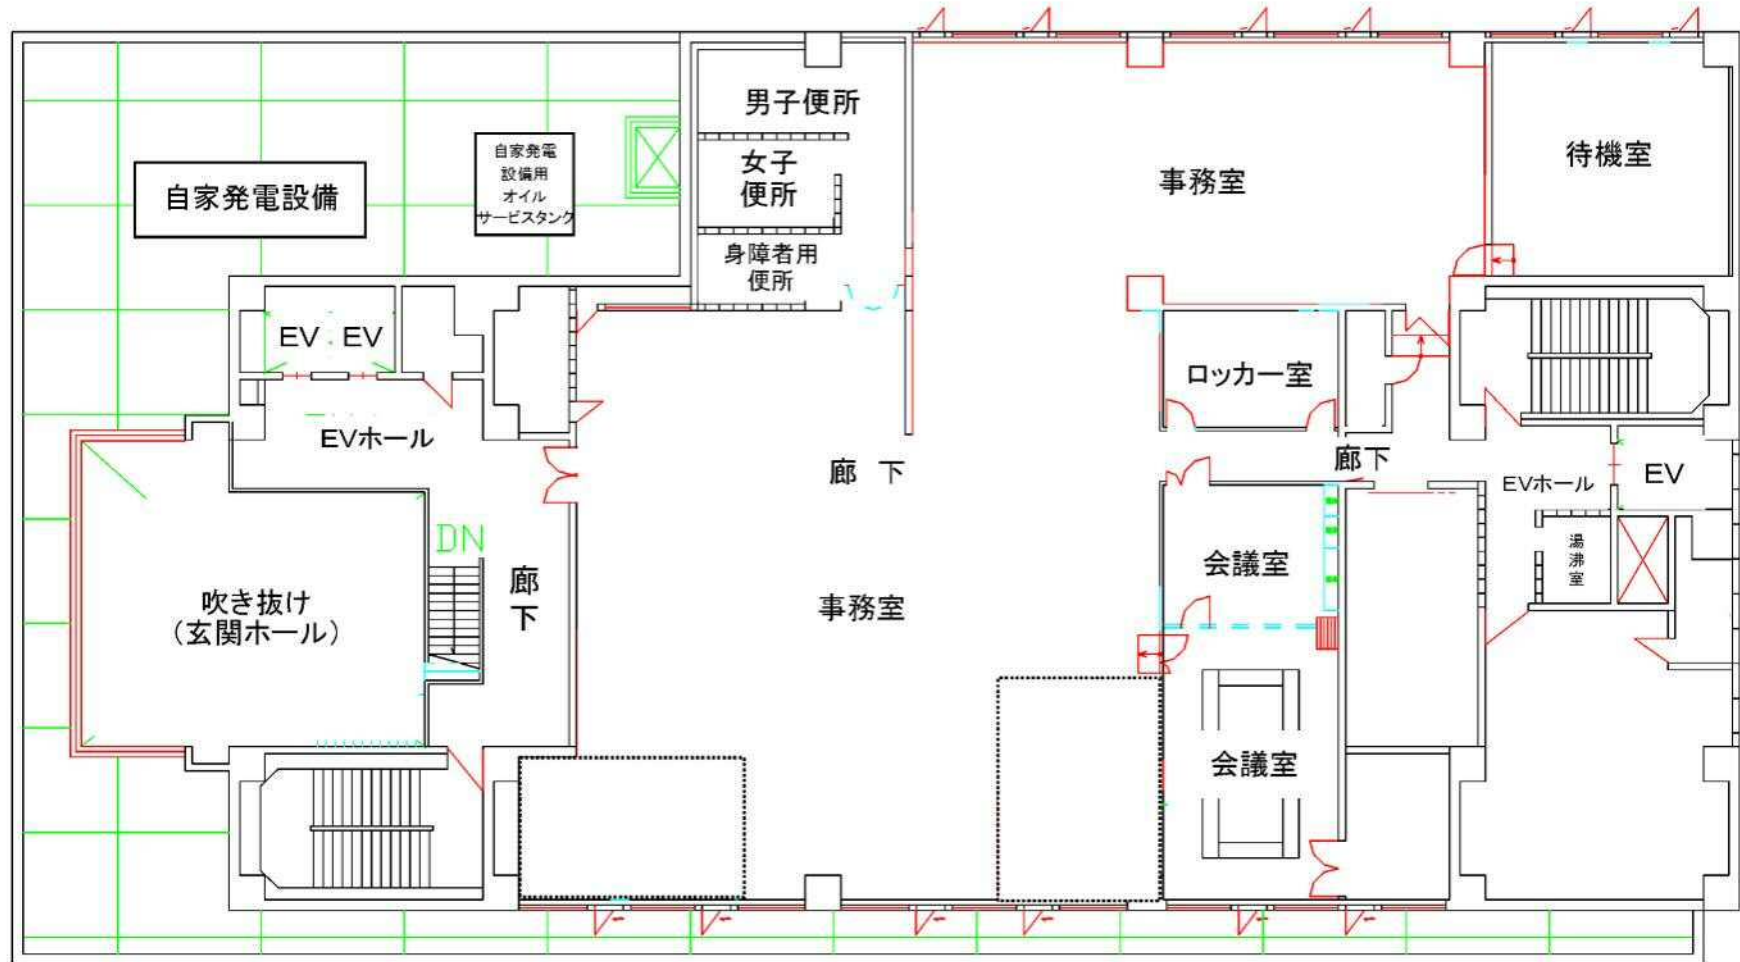 男子便所
女子
便所
身障者用
便所
自家発電設備
自家発電
設備用
オイル
サービスタンク
事務室
待機室
EV
EV
EVホール
ロッカー室
廊 下
廊下
EVホール
EV
湯
沸
室
DN
廊
下
吹き抜け
(玄関ホール)
事務室
会議室
会議室